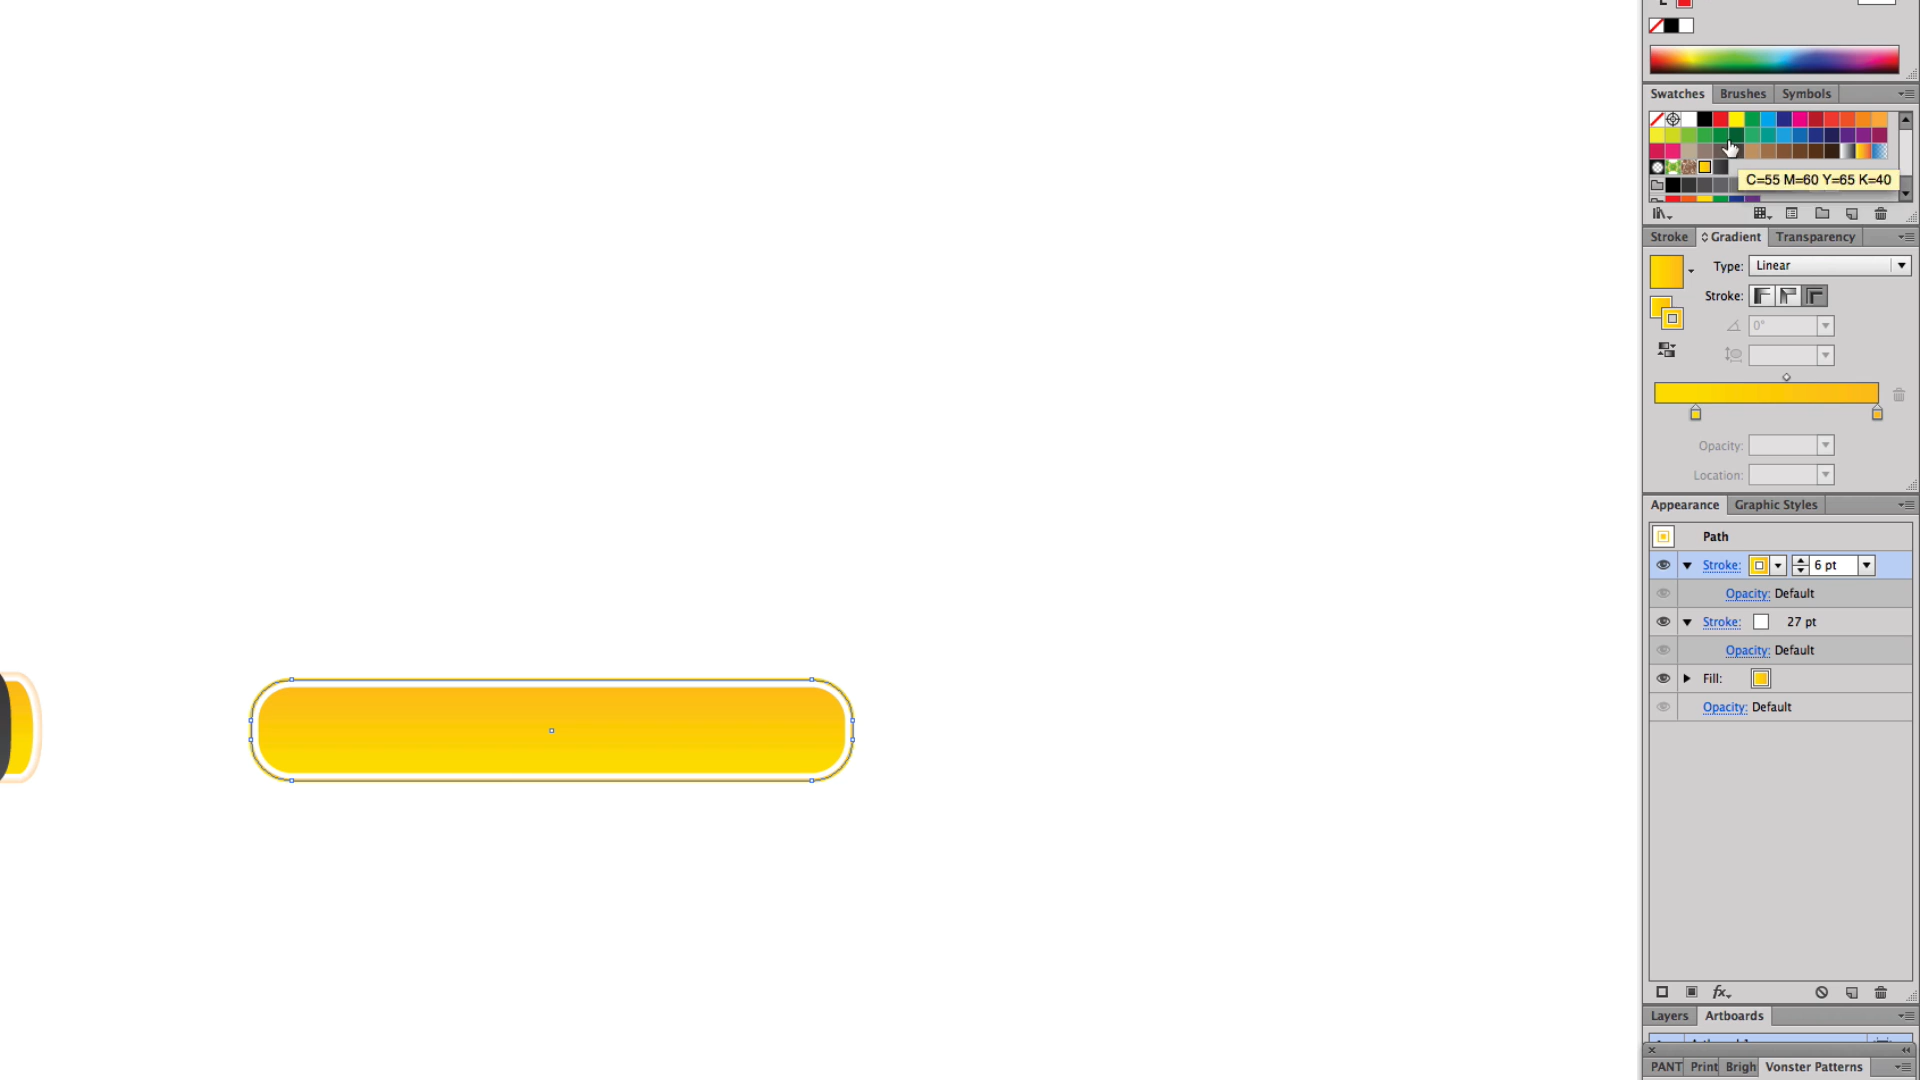 Swatches Brushes Symbols
C=55 M=60 Y=65 K=40
Stroke Gradient Transparency
Type: Linear
Stroke:
0°
Opacity:
Location:
Appearance Graphic Styles
Path
Stroke: 6 pt
Opacity: Default
Stroke: 27 pt
Opacity: Default
Fill:
Opacity: Default
fx
Layers Artboards
PANT Print Brigh Vonster Patterns